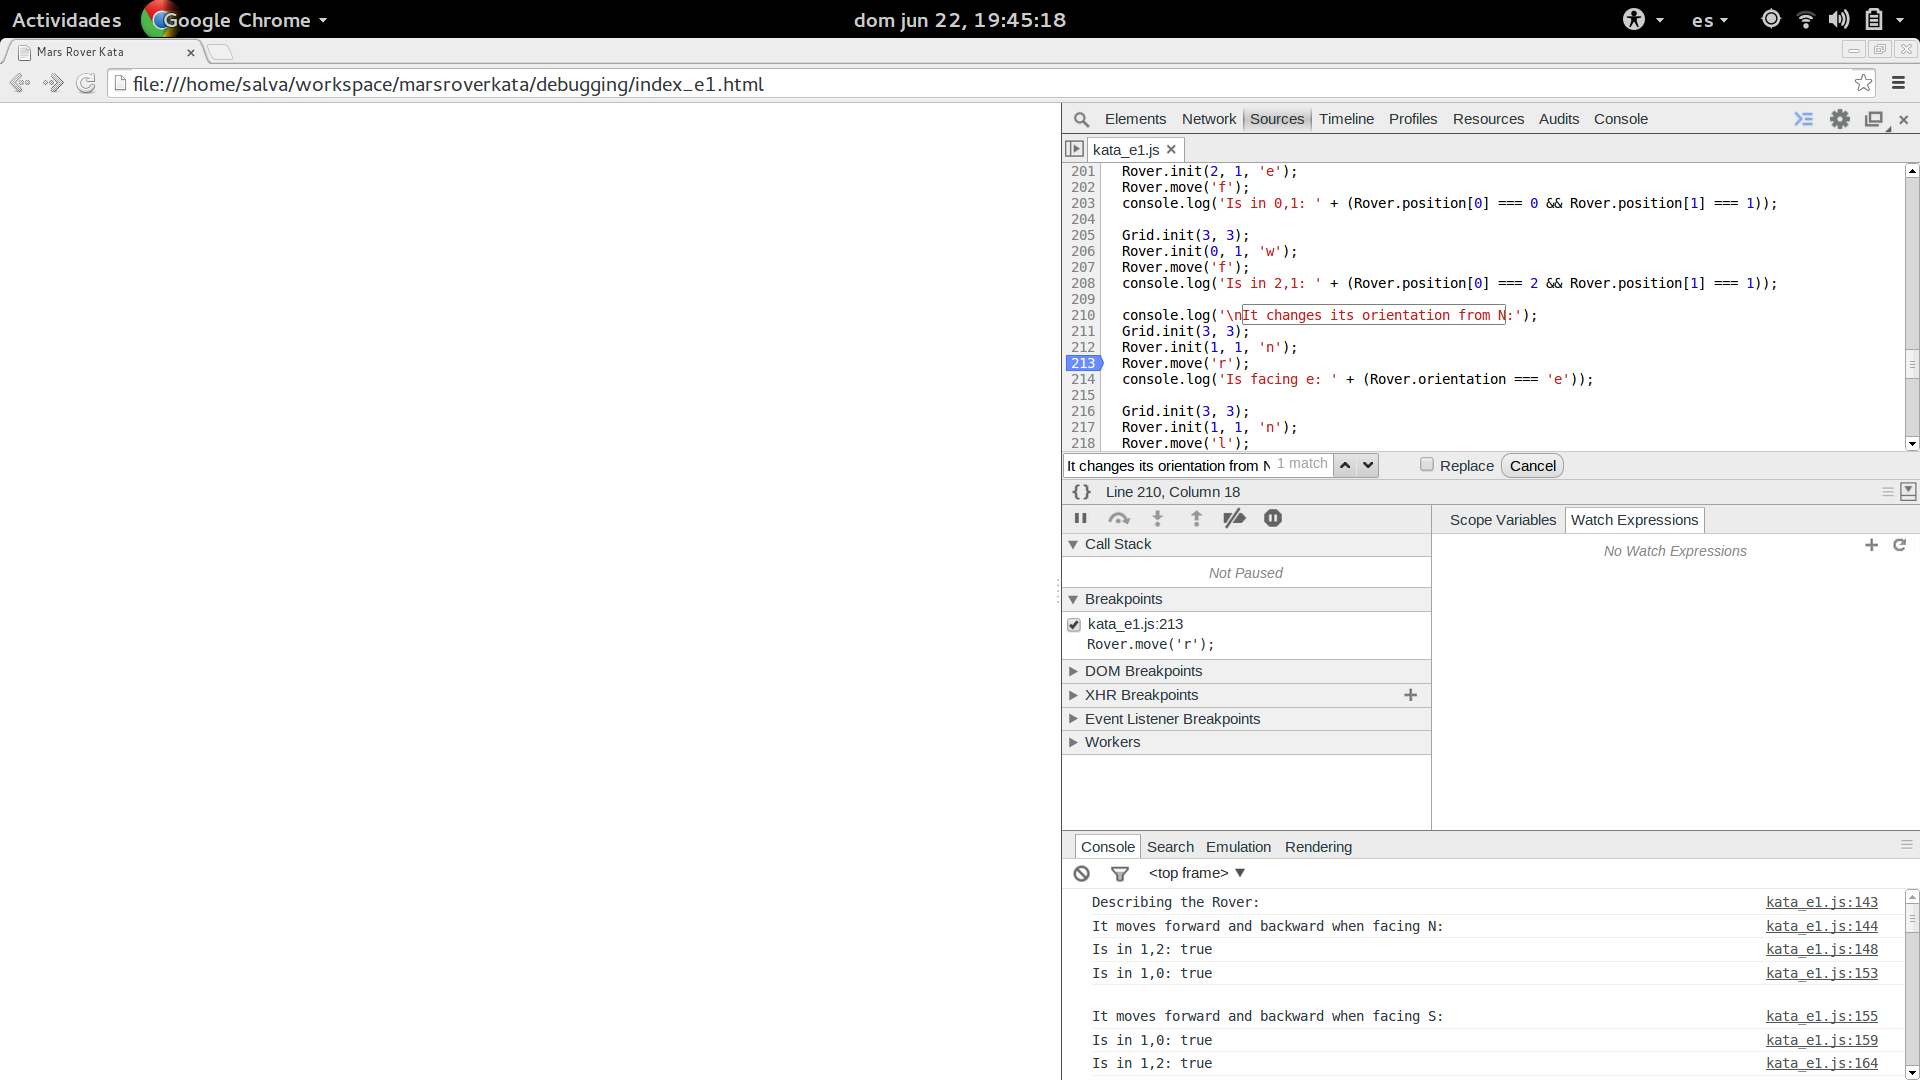 Actividades Google Chrome dom jun 22, 19:45:18 es
Mars Rover Kata
file:///home/salva/workspace/marsroverkata/debugging/index_e1.html
Elements Network Sources Timeline Profiles Resources Audits Console
kata_e1.js
201 Rover.init(2, 1, 'e');
202 Rover.move('f');
203 console.log('Is in 0,1: ' + (Rover.position[0] === 0 && Rover.position[1] === 1));
204
205 Grid.init(3, 3);
206 Rover.init(0, 1, 'w');
207 Rover.move('f');
208 console.log('Is in 2,1: ' + (Rover.position[0] === 2 && Rover.position[1] === 1));
209
210 console.log('\nIt changes its orientation from N:');
211 Grid.init(3, 3);
212 Rover.init(1, 1, 'n');
213 Rover.move('r');
214 console.log('Is facing e: ' + (Rover.orientation === 'e'));
215
216 Grid.init(3, 3);
217 Rover.init(1, 1, 'n');
218 Rover.move('l');
It changes its orientation from N 1 match Replace Cancel
{} Line 210, Column 18
Scope Variables Watch Expressions
Call Stack
No Watch Expressions
Not Paused
Breakpoints
kata_e1.js:213
Rover.move('r');
DOM Breakpoints
XHR Breakpoints
Event Listener Breakpoints
Workers
Console Search Emulation Rendering
<top frame>
Describing the Rover: kata_e1.js:143
It moves forward and backward when facing N: kata_e1.js:144
Is in 1,2: true kata_e1.js:148
Is in 1,0: true kata_e1.js:153
It moves forward and backward when facing S: kata_e1.js:155
Is in 1,0: true kata_e1.js:159
Is in 1,2: true kata_e1.js:164